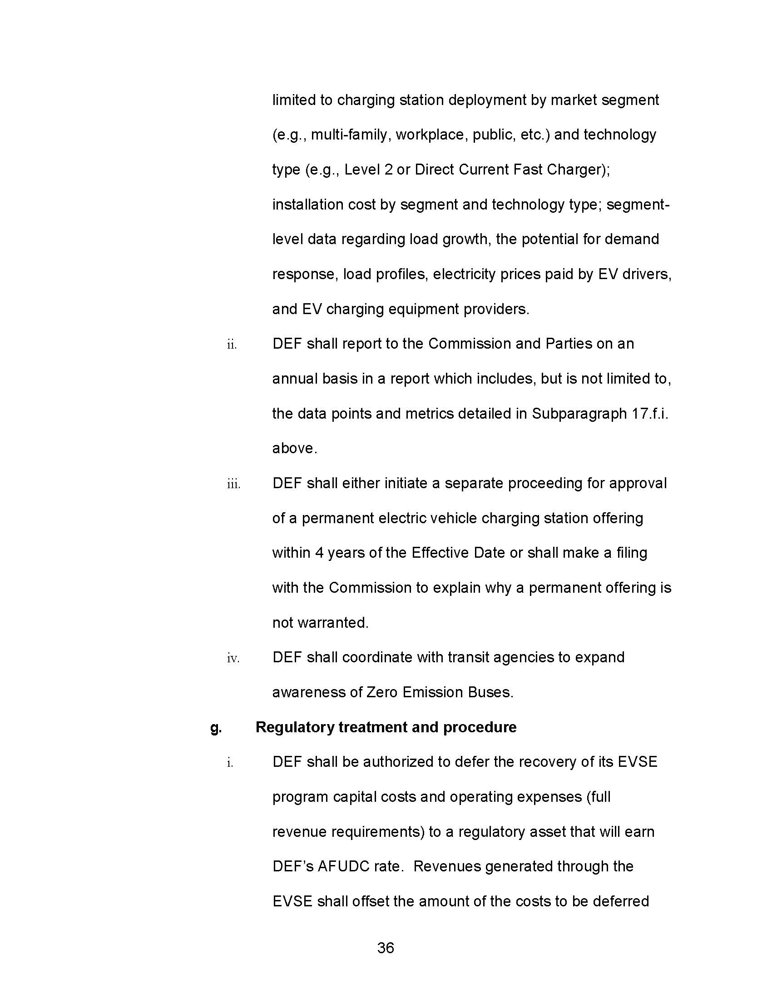 limited to charging station deployment by market segment
(e.g., multi-family, workplace, public, etc.) and technology
type (e.g., Level 2 or Direct Current Fast Charger);
installation cost by segment and technology type; segment-
level data regarding load growth, the potential for demand
response, load profiles, electricity prices paid by EV drivers,
and EV charging equipment providers.
ii. DEF shall report to the Commission and Parties on an
annual basis in a report which includes, but is not limited to,
the data points and metrics detailed in Subparagraph 17.f.i.
above.
iii. DEF shall either initiate a separate proceeding for approval
of a permanent electric vehicle charging station offering
within 4 years of the Effective Date or shall make a filing
with the Commission to explain why a permanent offering is
not warranted.
iv. DEF shall coordinate with transit agencies to expand
awareness of Zero Emission Buses.
g. Regulatory treatment and procedure
i. DEF shall be authorized to defer the recovery of its EVSE
program capital costs and operating expenses (full
revenue requirements) to a regulatory asset that will earn
DEF’s AFUDC rate.  Revenues generated through the
EVSE shall offset the amount of the costs to be deferred
36